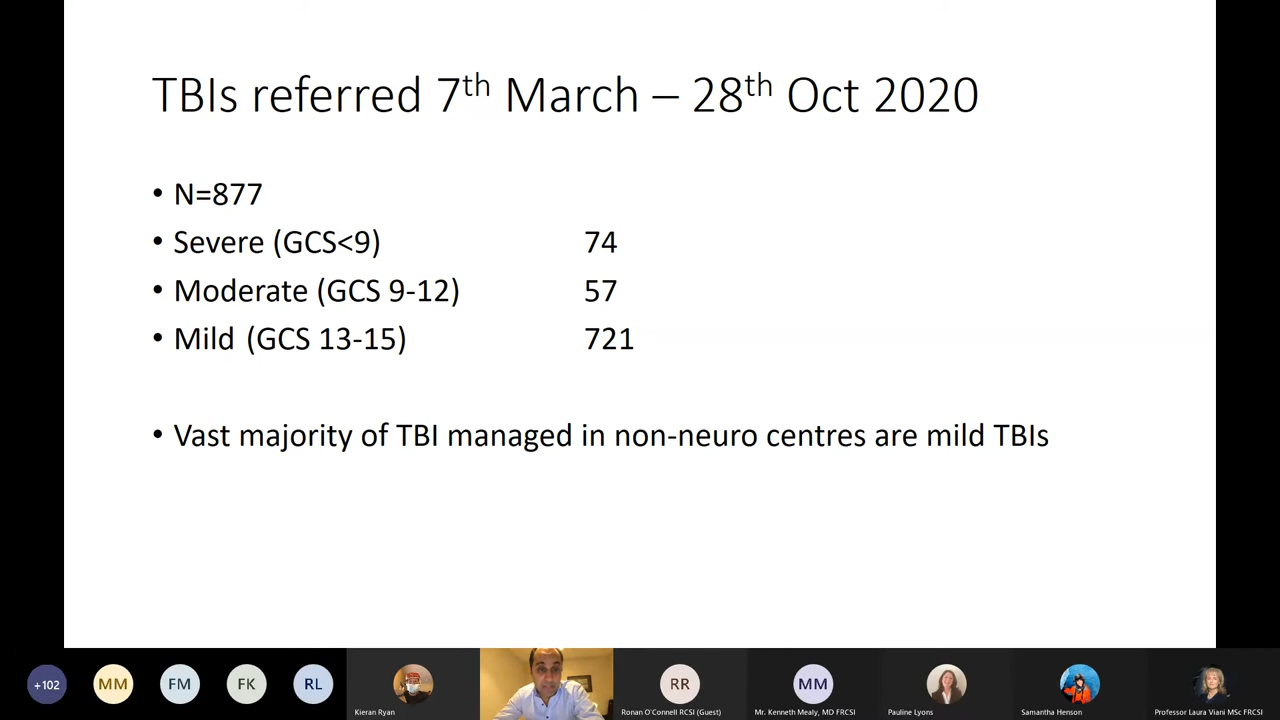 TBIs referred 7th March – 28th Oct 2020
• N=877
• Severe (GCS<9) 74
• Moderate (GCS 9-12) 57
• Mild (GCS 13-15) 721
• Vast majority of TBI managed in non-neuro centres are mild TBIs
+102 MM FM FK RL RR MM
Kieran Ryan Ronan O'Connell RCSI (Guest) Mr. Kenneth Mealy, MD FRCSI Pauline Lyons Samantha Henson Professor Laura Viani MSc FRCSI